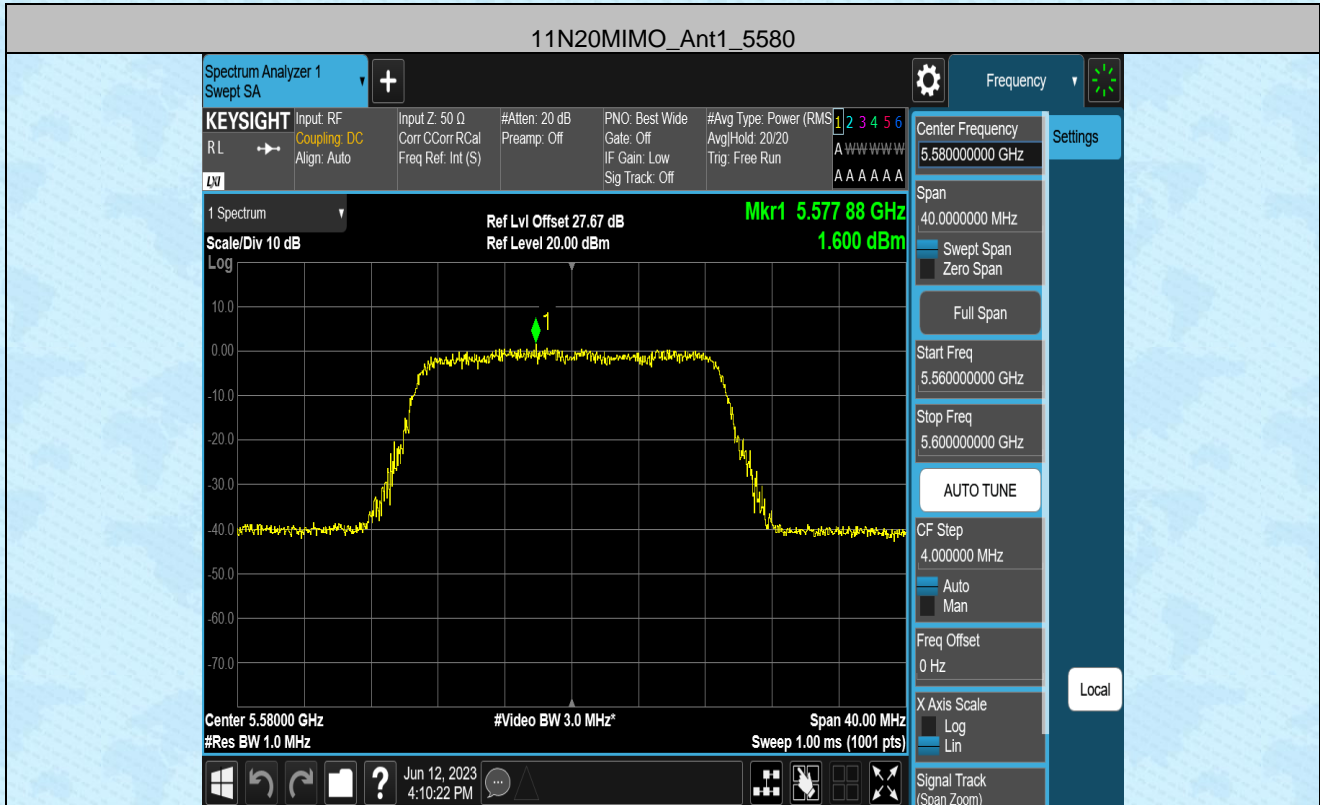 11N20MIMO_Ant1_5580
Spectrum Analyzer 1
Swept SA
+
Frequency
KEYSIGHT
RL
LXI
Input: RF
Coupling: DC
Align: Auto
Input Z: 50 Ω
Corr CCorr RCal
Freq Ref: Int (S)
#Atten: 20 dB
Preamp: Off
PNO: Best Wide
Gate: Off
IF Gain: Low
Sig Track: Off
#Avg Type: Power (RMS
Avg|Hold: 20/20
Trig: Free Run
1 2 3 4 5 6
A W W W W W
A A A A A A
Center Frequency
5.580000000 GHz
Settings
1 Spectrum
Scale/Div 10 dB
Log
Ref Lvl Offset 27.67 dB
Ref Level 20.00 dBm
Mkr1 5.577 88 GHz
1.600 dBm
1
10.0
0.00
-10.0
-20.0
-30.0
-40.0
-50.0
-60.0
-70.0
Center 5.58000 GHz
#Res BW 1.0 MHz
#Video BW 3.0 MHz*
Span 40.00 MHz
Sweep 1.00 ms (1001 pts)
Span
40.0000000 MHz
Swept Span
Zero Span
Full Span
Start Freq
5.560000000 GHz
Stop Freq
5.600000000 GHz
AUTO TUNE
CF Step
4.000000 MHz
Auto
Man
Freq Offset
0 Hz
X Axis Scale
Log
Lin
Signal Track
(Span Zoom)
Local
?
Jun 12, 2023
4:10:22 PM